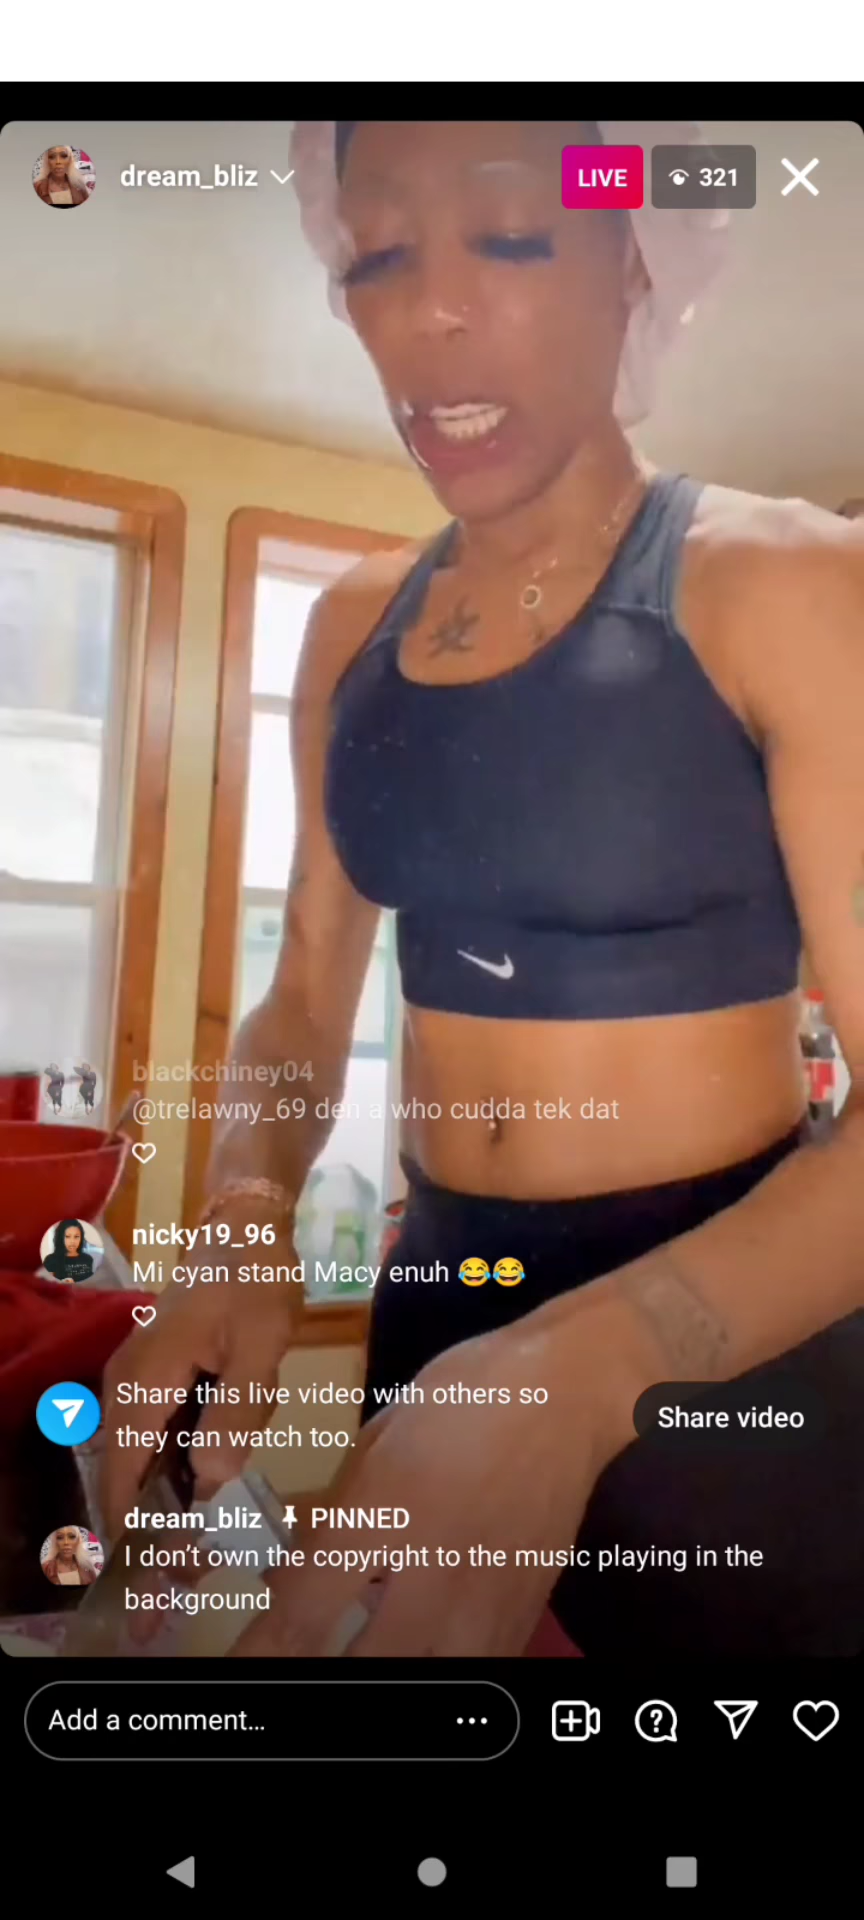 dream_bliz
LIVE
321
blackchiney04
@trelawny_69 den a who cudda tek dat
nicky19_96
Mi cyan stand Macy enuh 😂😂
Share this live video with others so
they can watch too.
Share video
dream_bliz PINNED
I don’t own the copyright to the music playing in the
background
Add a comment…